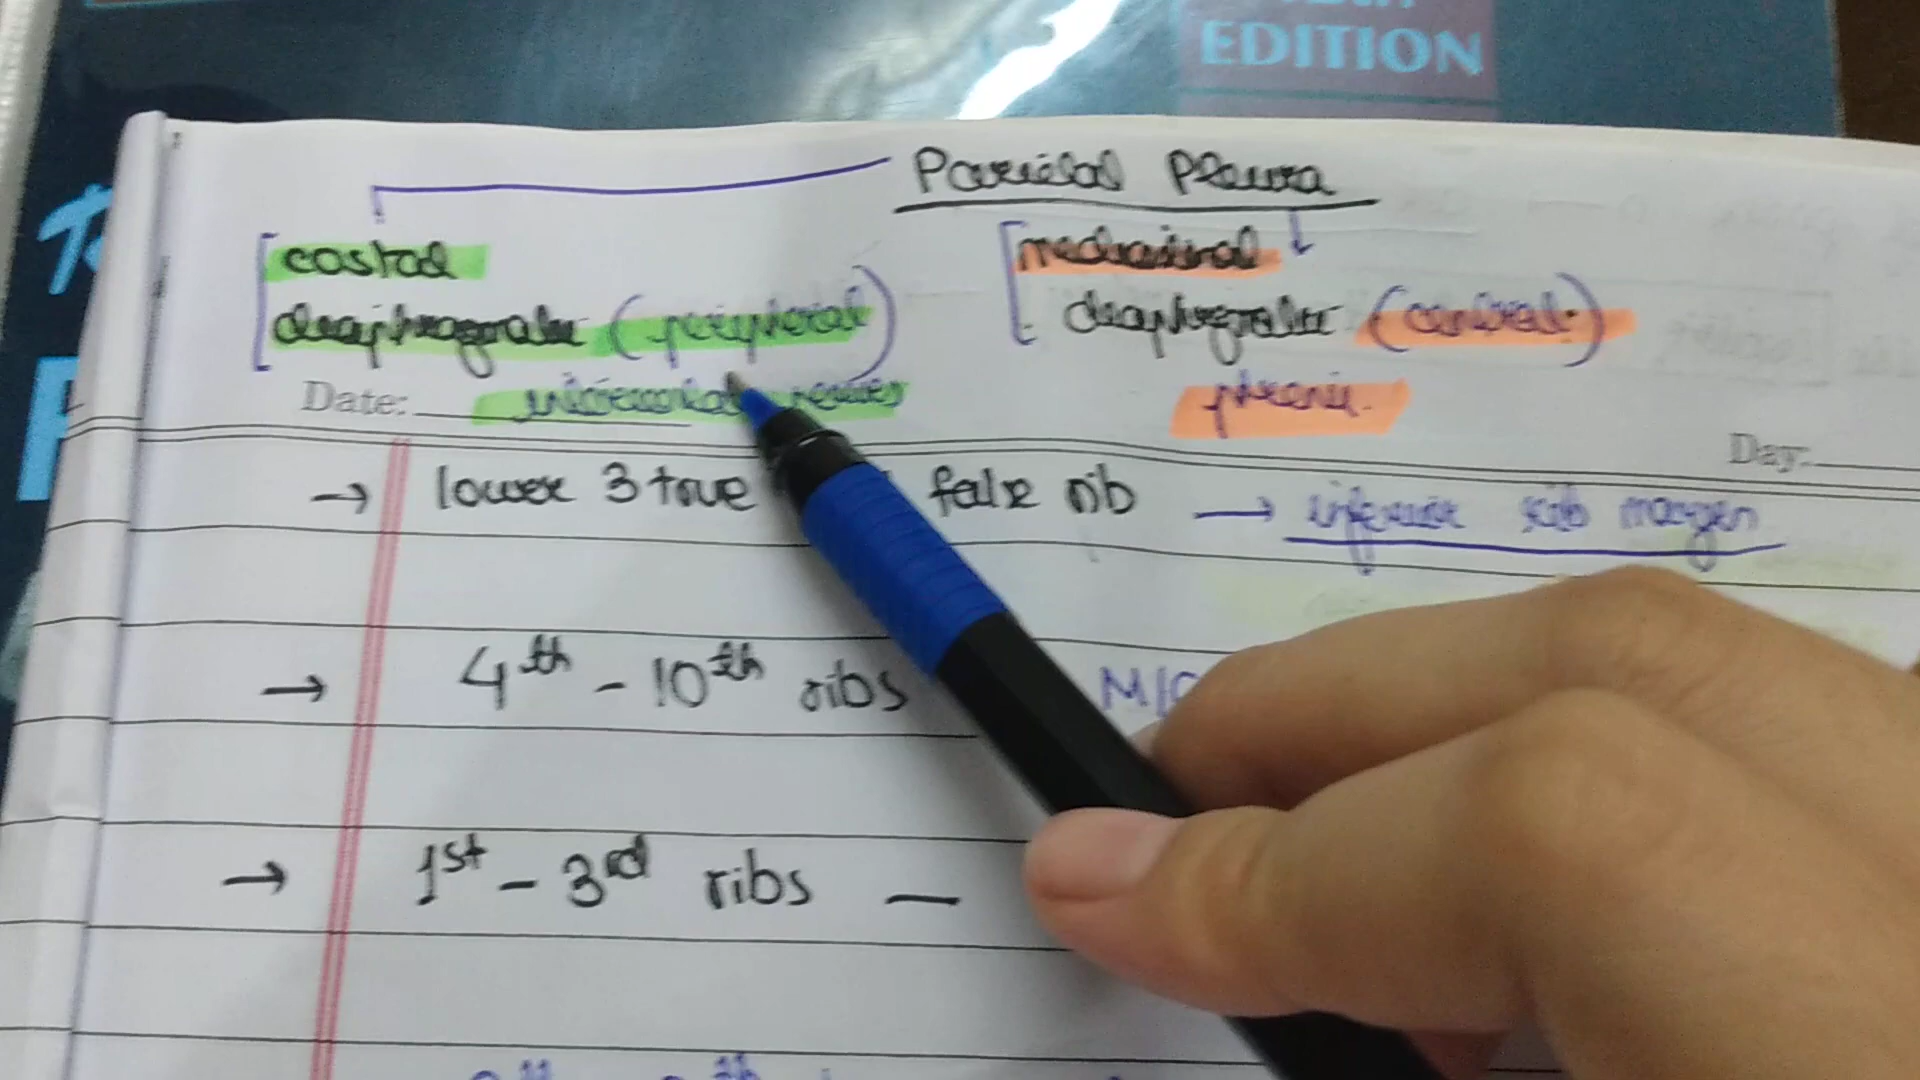 EDITION
Parietal Pleura
costal mediastinal
diaphragmatic (peripheral) diaphragmatic (central)
Date: intercostal nerves phrenic Day:
→ lower 3 true false rib → inferior rib margin
→ 4th - 10th ribs
→ 1st - 3rd ribs —